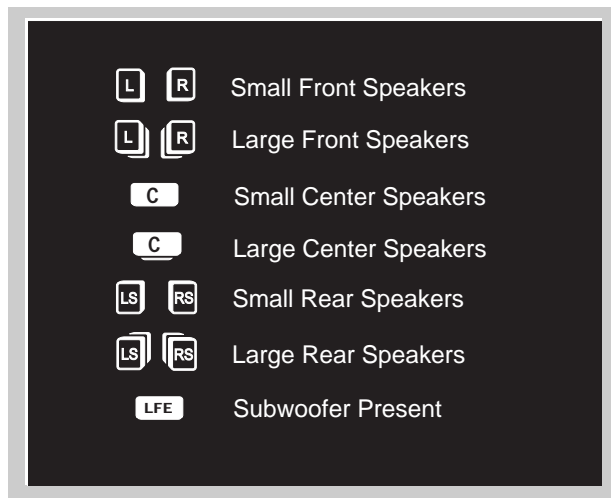 L R Small Front Speakers
L R Large Front Speakers
C Small Center Speakers
C Large Center Speakers
LS RS Small Rear Speakers
LS RS Large Rear Speakers
LFE Subwoofer Present